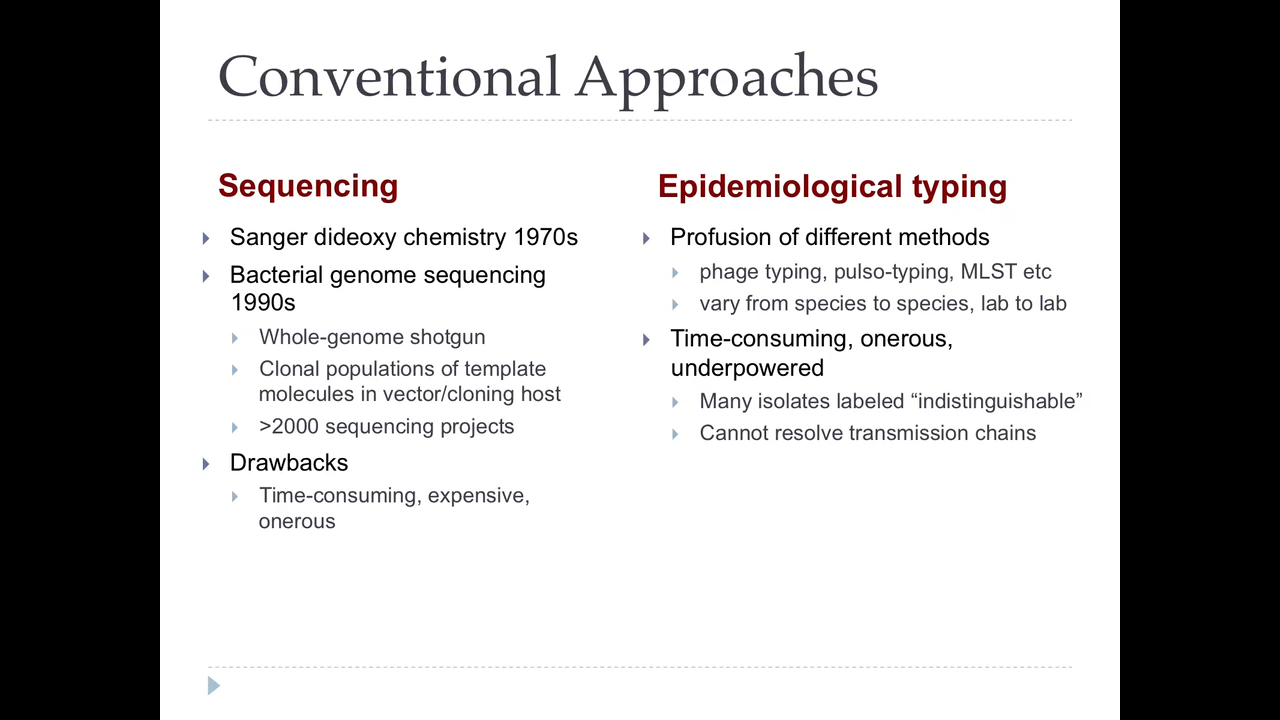 Conventional Approaches
Sequencing
Sanger dideoxy chemistry 1970s
Bacterial genome sequencing
1990s
Whole-genome shotgun
Clonal populations of template
molecules in vector/cloning host
>2000 sequencing projects
Drawbacks
Time-consuming, expensive,
onerous
Epidemiological typing
Profusion of different methods
phage typing, pulso-typing, MLST etc
vary from species to species, lab to lab
Time-consuming, onerous,
underpowered
Many isolates labeled “indistinguishable”
Cannot resolve transmission chains